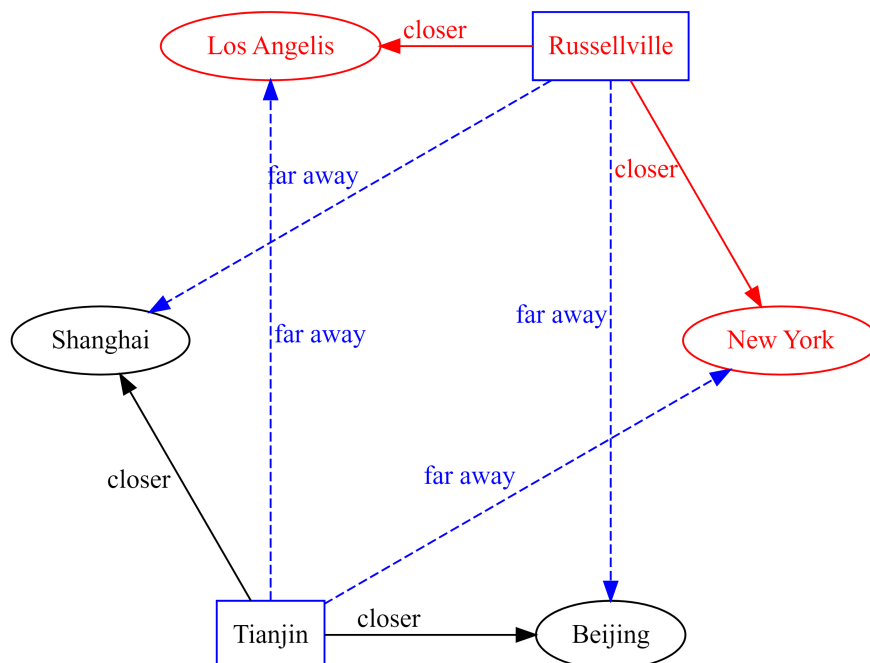 Los Angelis
closer
Russellville
far away
closer
far away
far away
Shanghai
New York
closer
far away
Tianjin
closer
Beijing